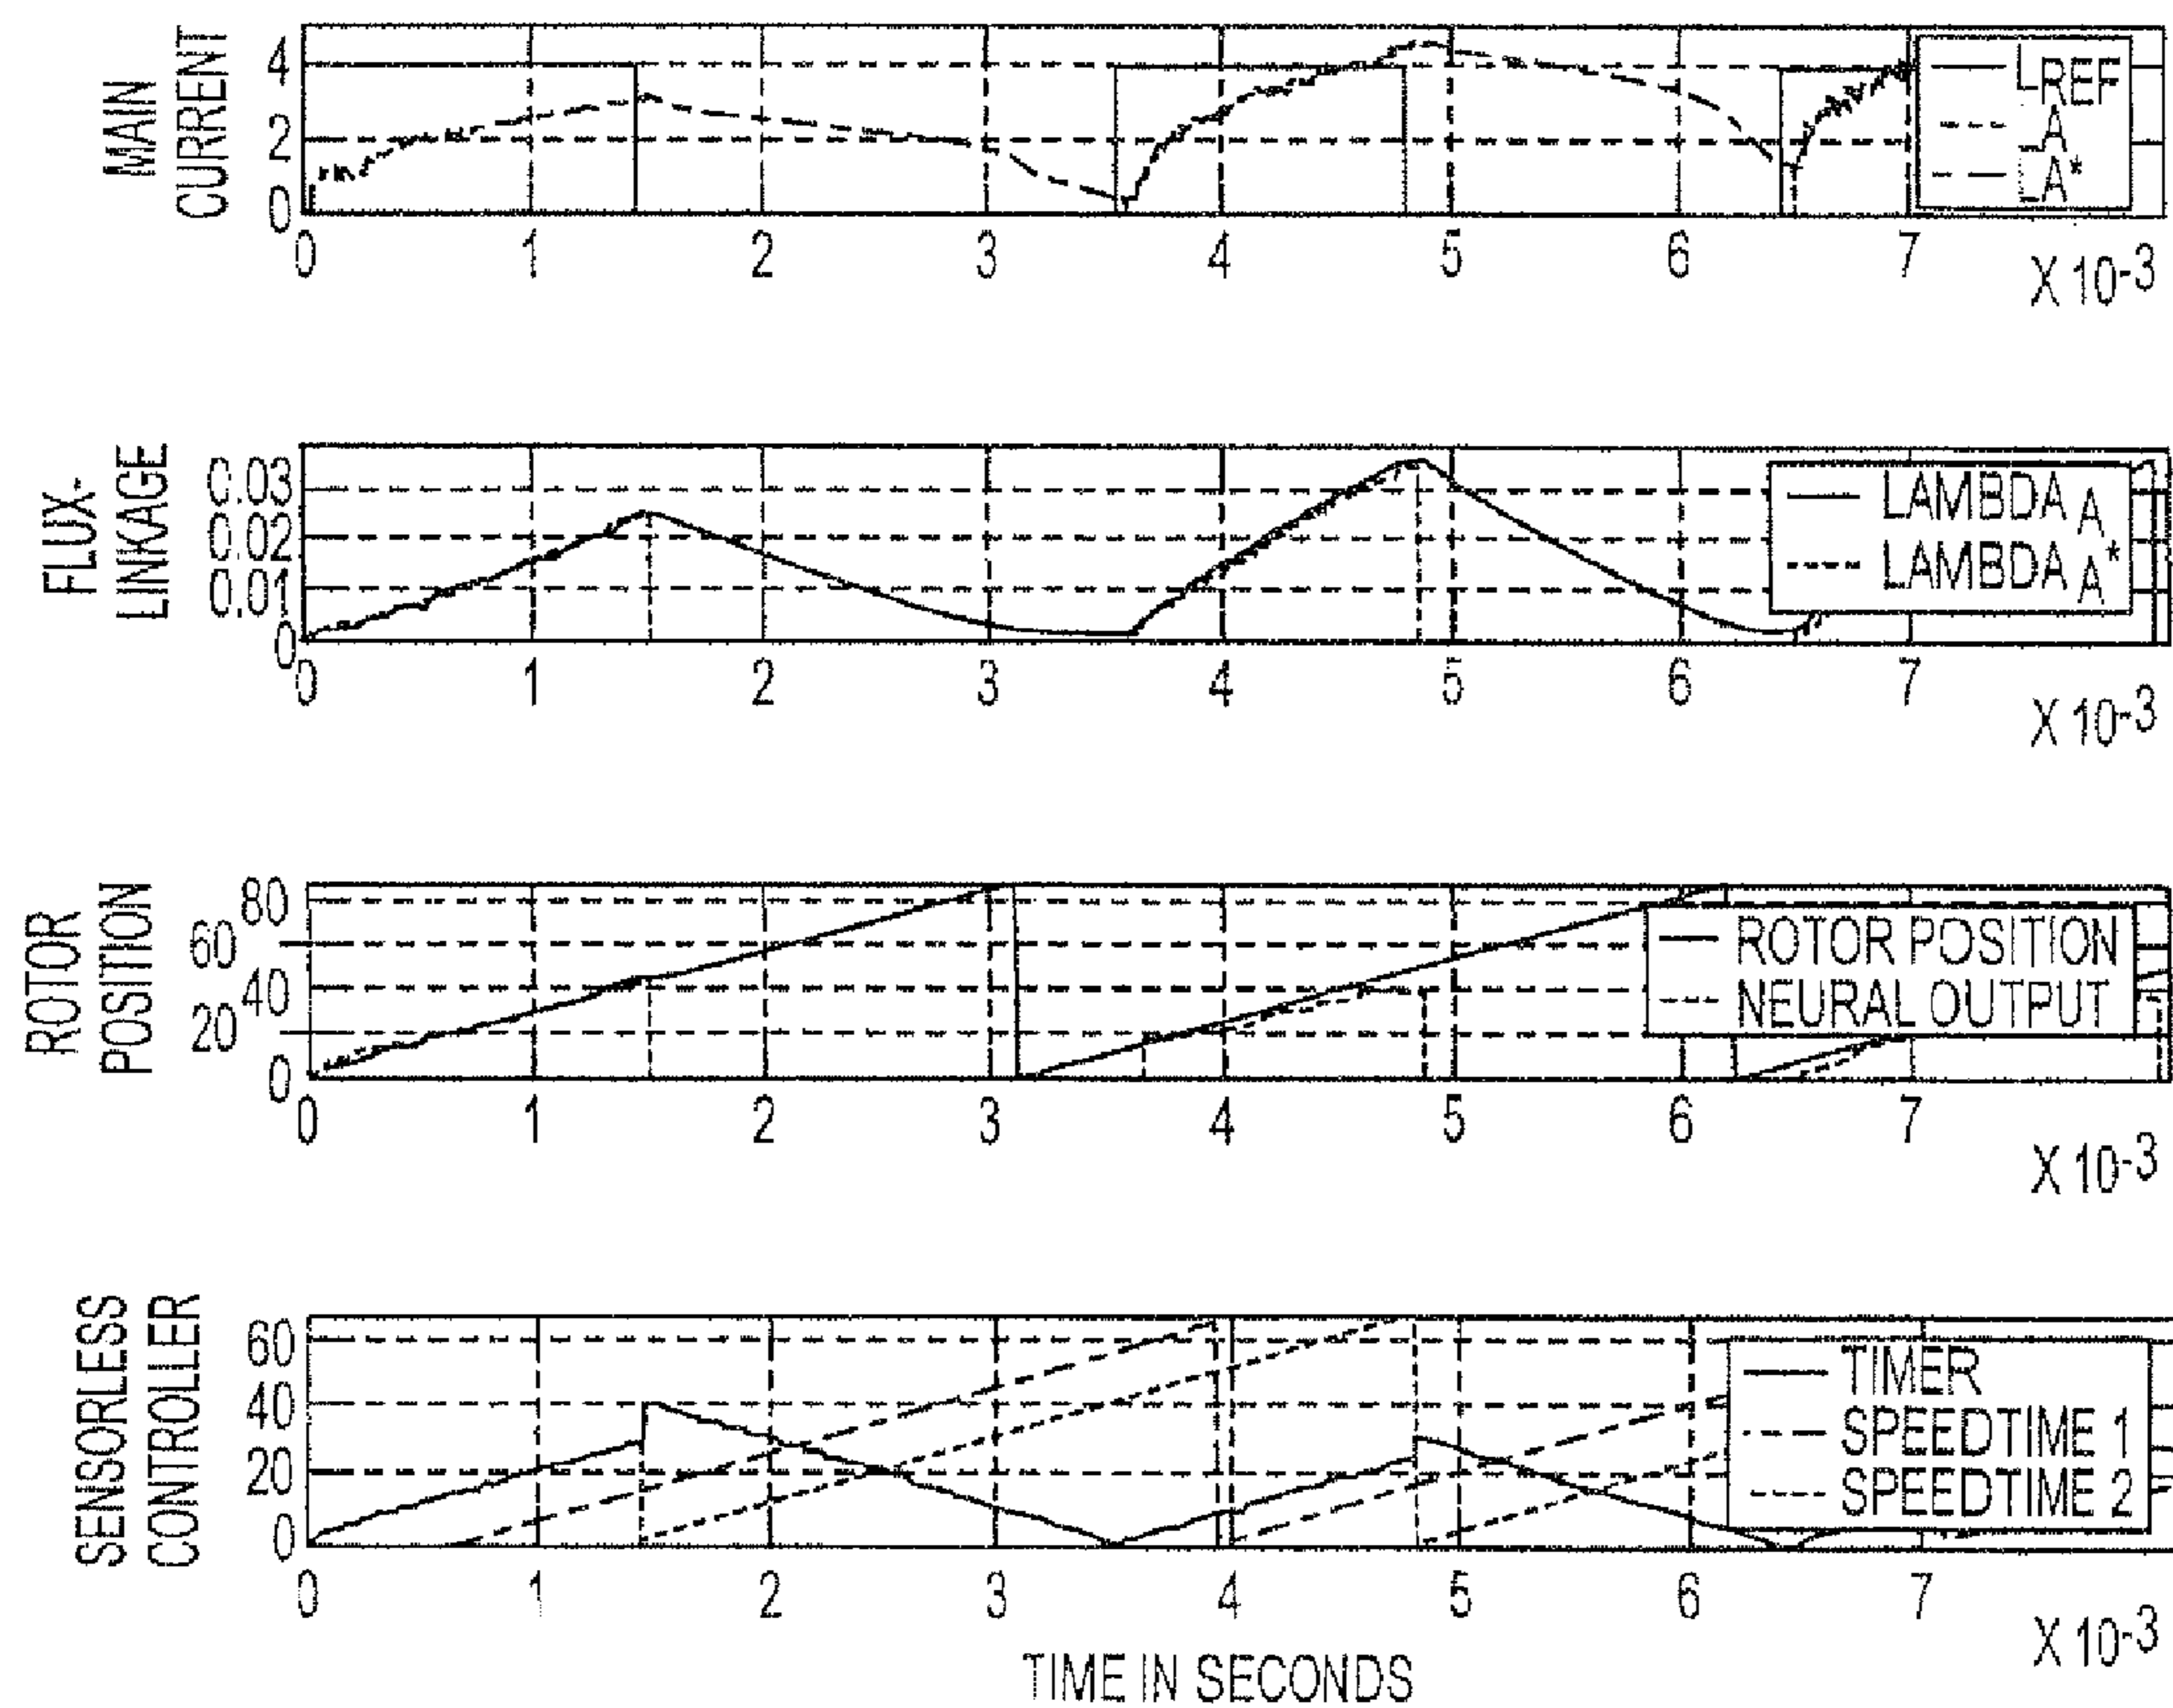 MAIN
CURRENT
4
2
0
0 1 2 3 4 5 6 7
X 10-3
LREF
LA
LA*
FLUX-
LINKAGE
0.03
0.02
0.01
0
0 1 2 3 4 5 6 7
X 10-3
LAMBDA A
LAMBDA A*
ROTOR
POSITION
80
60
40
20
0
0 1 2 3 4 5 6 7
X 10-3
ROTOR POSITION
NEURAL OUTPUT
SENSORLESS
CONTROLLER
60
40
20
0
0 1 2 3 4 5 6 7
X 10-3
TIMER
SPEEDTIME 1
SPEEDTIME 2
TIME IN SECONDS